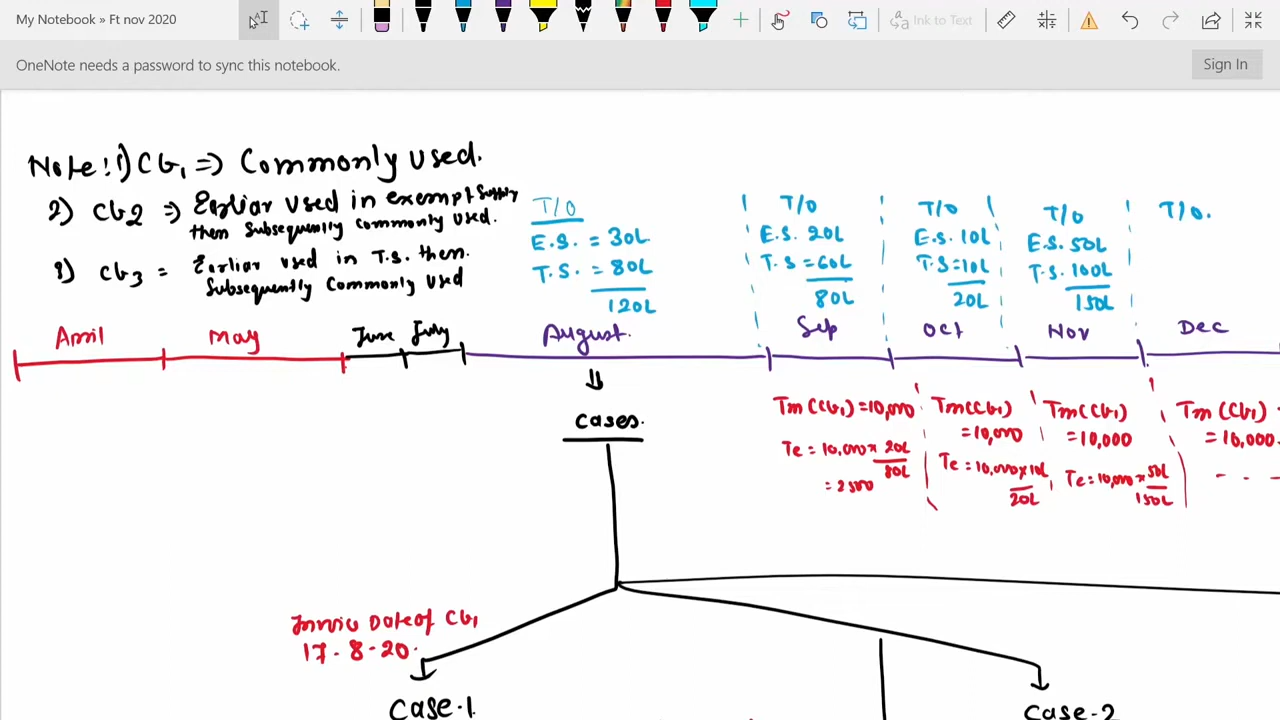 My Notebook » Ft nov 2020
Ink to Text
OneNote needs a password to sync this notebook.
Sign In
Note: 1) CG1 => Commonly used.
2) CG2 => Earliar used in exempt supply
then subsequently commonly used.
3) CG3 = Earliar used in T.S. then.
Subsequently Commonly used
T/O
E.S. = 30L
T.S. = 80L
120L
T/O
E.S. 20L
T.S = 60L
80L
T/O
E.S. 10L
T.S = 10L
20L
T/O
E.S. 50L
T.S. 100L
150L
T/O.
April May June July August. Sep Oct Nov Dec
Cases.
Tm (CG1) = 10,000
Te = 10,000 × 20L
80L
= 2500
Tm (CG1)
= 10,000
Te = 10,000 × 10L
20L
Tm (CG1)
= 10,000
Te = 10,000 × 50L
150L
Tm (CG1)
= 10,000
- - -
Invoice Date of CG1
17-8-20.
Case-1
Case-2